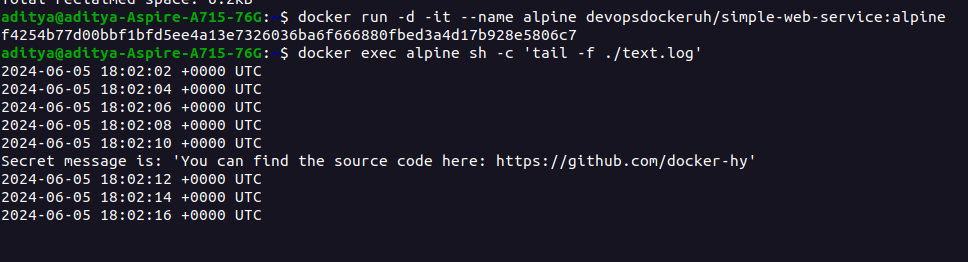 Total reclaimed space: 0.2kB
aditya@aditya-Aspire-A715-76G:~$ docker run -d -it --name alpine devopsdockeruh/simple-web-service:alpine
f4254b77d00bbf1bfd5ee4a13e7326036ba6f666880fbed3a4d17b928e5806c7
aditya@aditya-Aspire-A715-76G:~$ docker exec alpine sh -c 'tail -f ./text.log'
2024-06-05 18:02:02 +0000 UTC
2024-06-05 18:02:04 +0000 UTC
2024-06-05 18:02:06 +0000 UTC
2024-06-05 18:02:08 +0000 UTC
2024-06-05 18:02:10 +0000 UTC
Secret message is: 'You can find the source code here: https://github.com/docker-hy'
2024-06-05 18:02:12 +0000 UTC
2024-06-05 18:02:14 +0000 UTC
2024-06-05 18:02:16 +0000 UTC